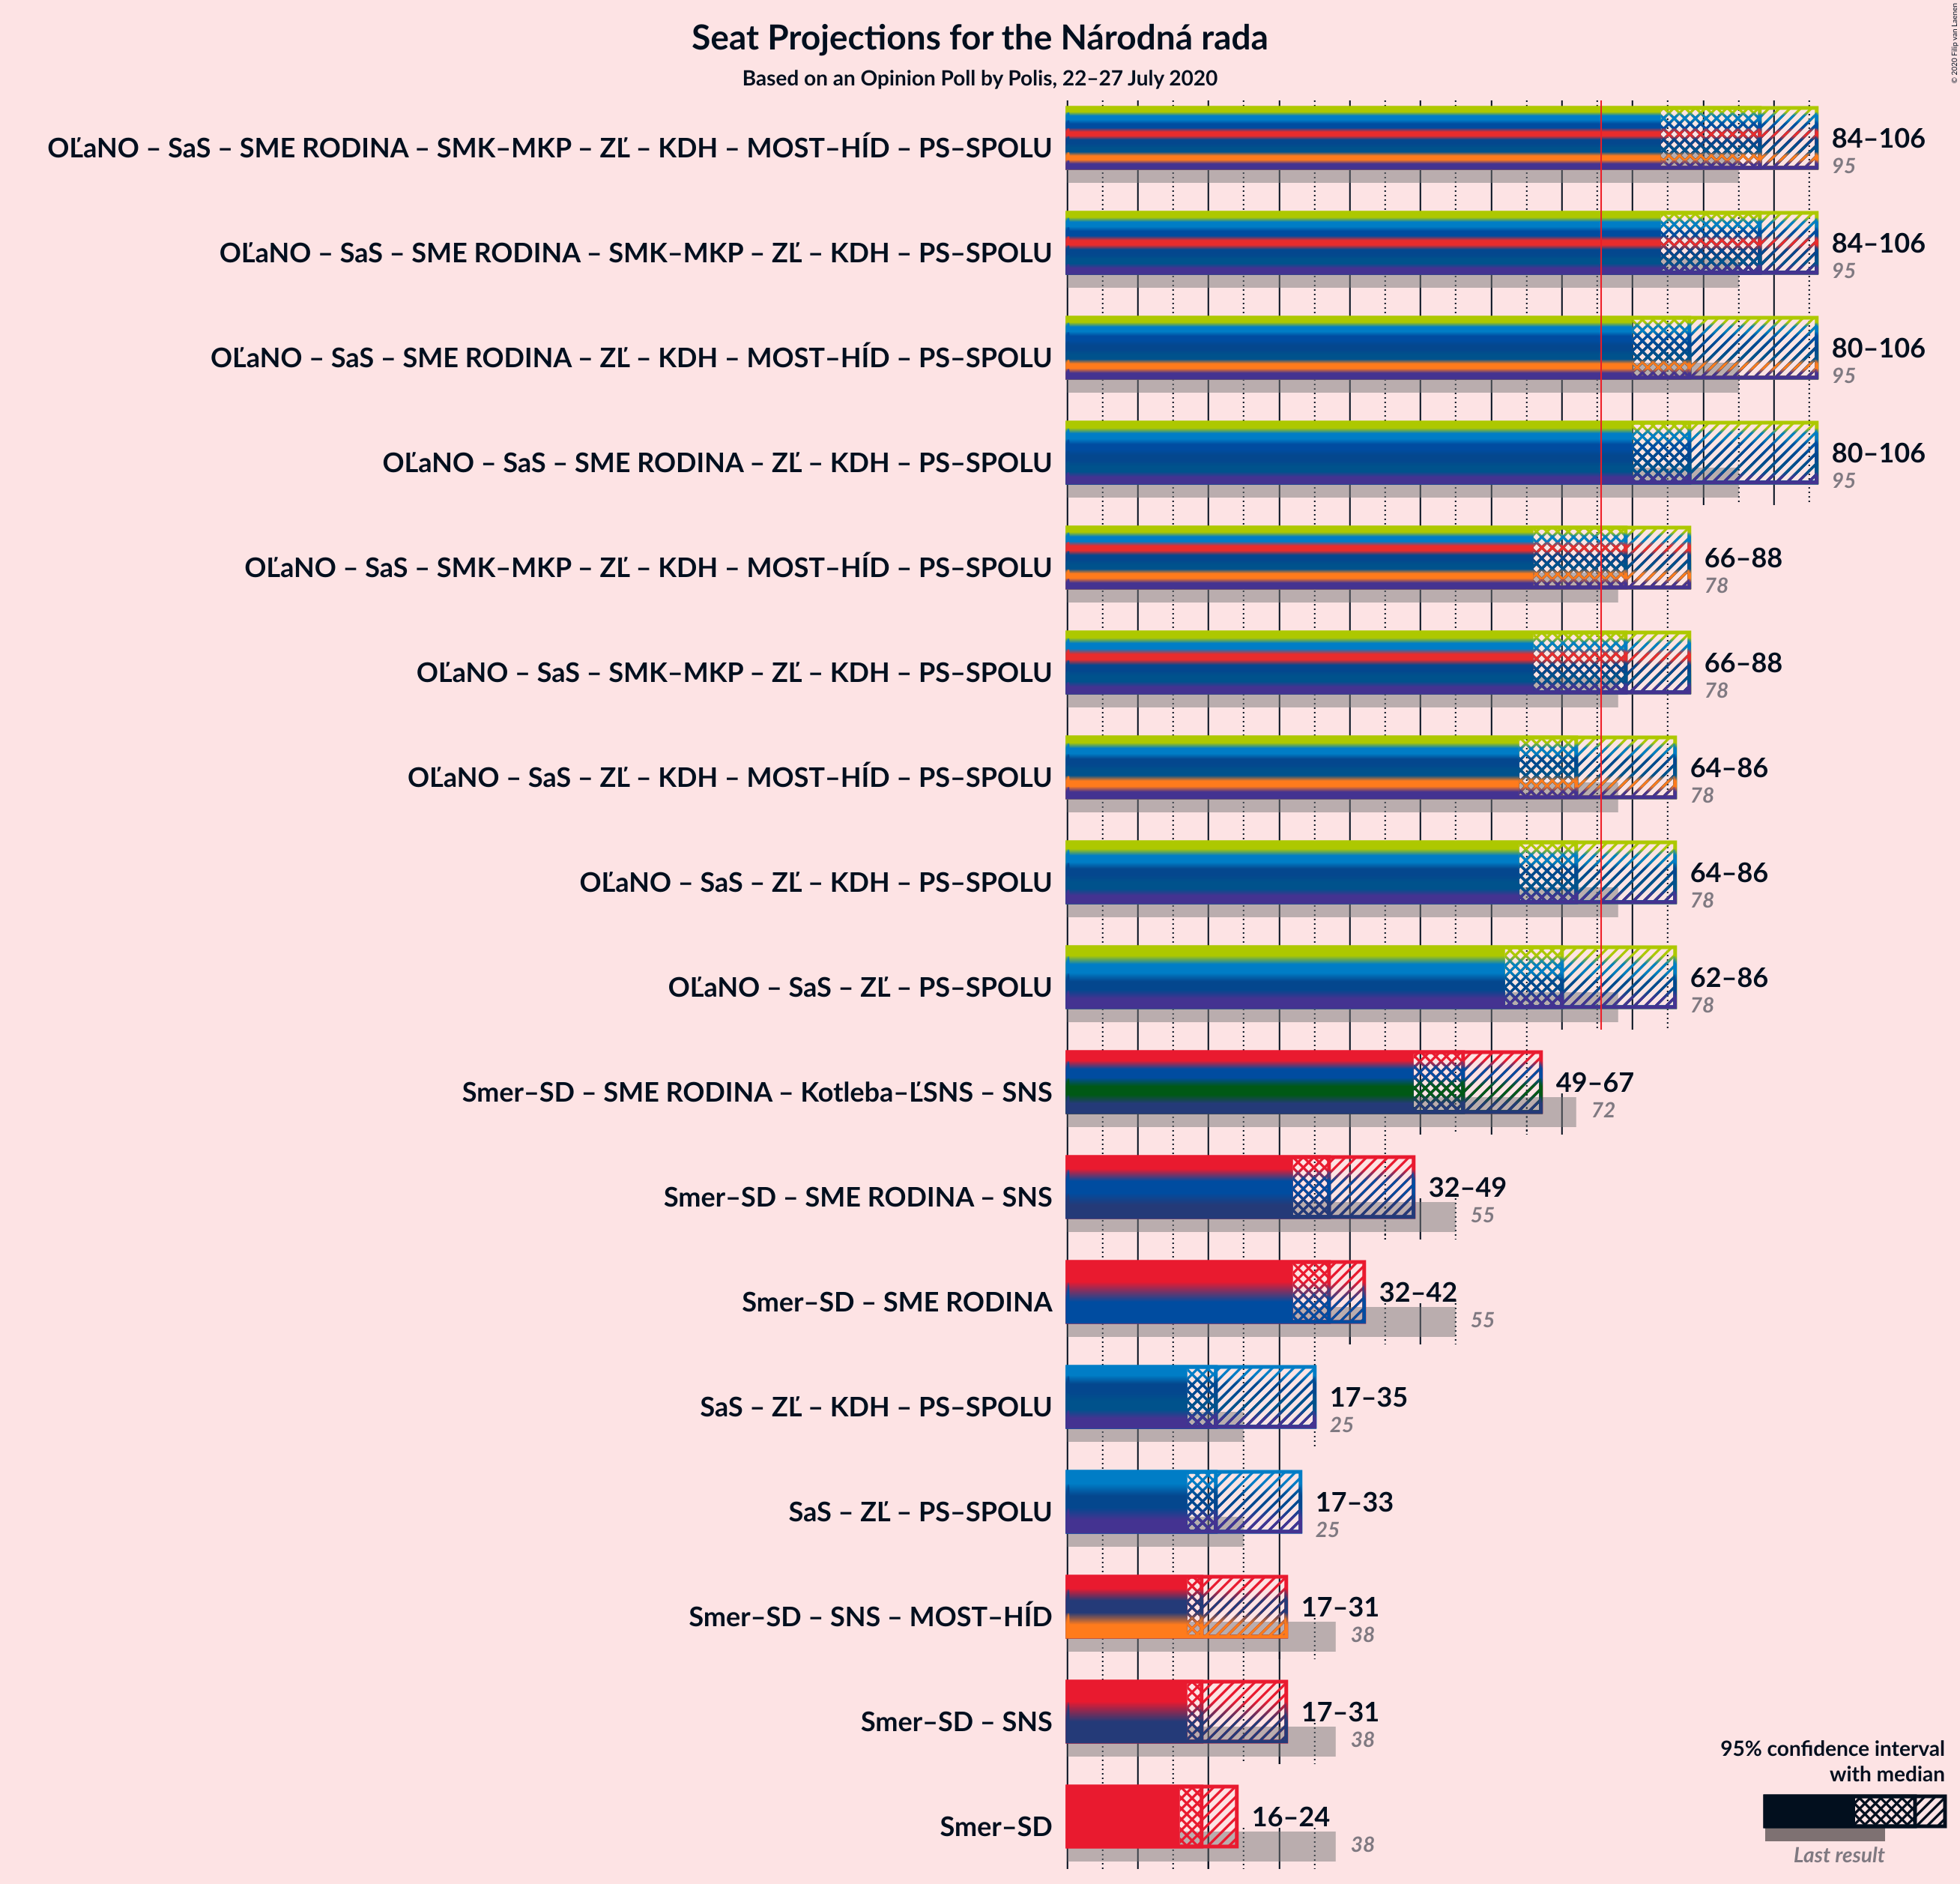 © 2020 Filip van Laenen
Seat Projections for the Národná rada
Based on an Opinion Poll by Polis, 22–27 July 2020
OĽaNO – SaS – SME RODINA – SMK–MKP – ZĽ – KDH – MOST–HÍD – PS–SPOLU
84–106
95
OĽaNO – SaS – SME RODINA – SMK–MKP – ZĽ – KDH – PS–SPOLU
84–106
95
OĽaNO – SaS – SME RODINA – ZĽ – KDH – MOST–HÍD – PS–SPOLU
80–106
95
OĽaNO – SaS – SME RODINA – ZĽ – KDH – PS–SPOLU
80–106
95
OĽaNO – SaS – SMK–MKP – ZĽ – KDH – MOST–HÍD – PS–SPOLU
66–88
78
OĽaNO – SaS – SMK–MKP – ZĽ – KDH – PS–SPOLU
66–88
78
OĽaNO – SaS – ZĽ – KDH – MOST–HÍD – PS–SPOLU
64–86
78
OĽaNO – SaS – ZĽ – KDH – PS–SPOLU
64–86
78
OĽaNO – SaS – ZĽ – PS–SPOLU
62–86
78
Smer–SD – SME RODINA – Kotleba–ĽSNS – SNS
49–67
72
Smer–SD – SME RODINA – SNS
32–49
55
Smer–SD – SME RODINA
32–42
55
SaS – ZĽ – KDH – PS–SPOLU
17–35
25
SaS – ZĽ – PS–SPOLU
17–33
25
Smer–SD – SNS – MOST–HÍD
17–31
38
Smer–SD – SNS
17–31
38
Smer–SD
16–24
38
95% confidence interval
with median
Last result